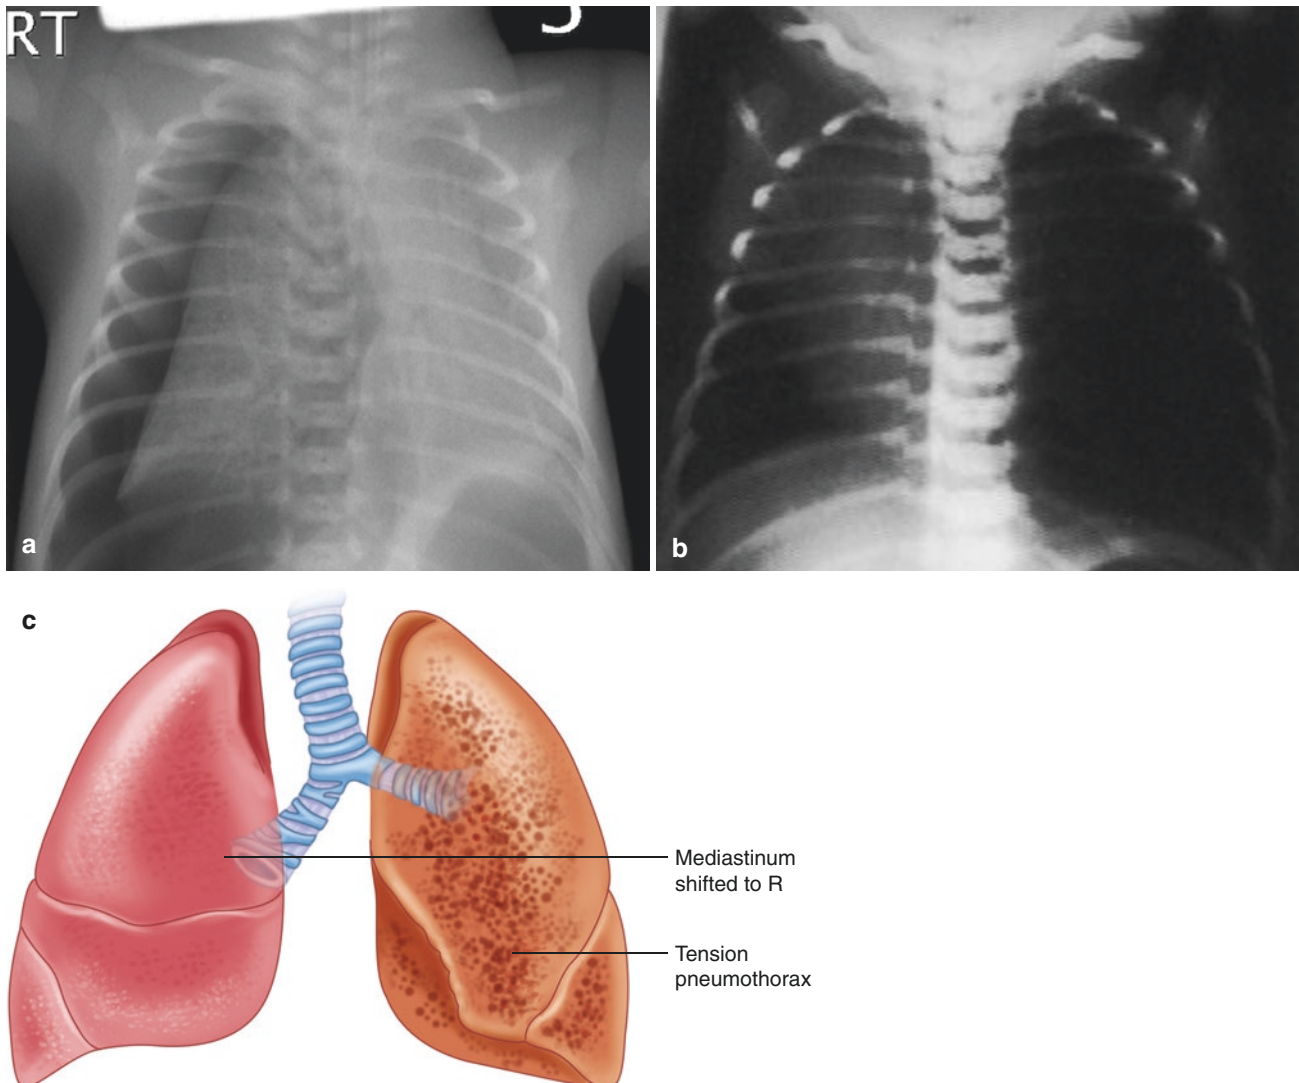 RT
a
b
c
Mediastinum
shifted to R
Tension
pneumothorax